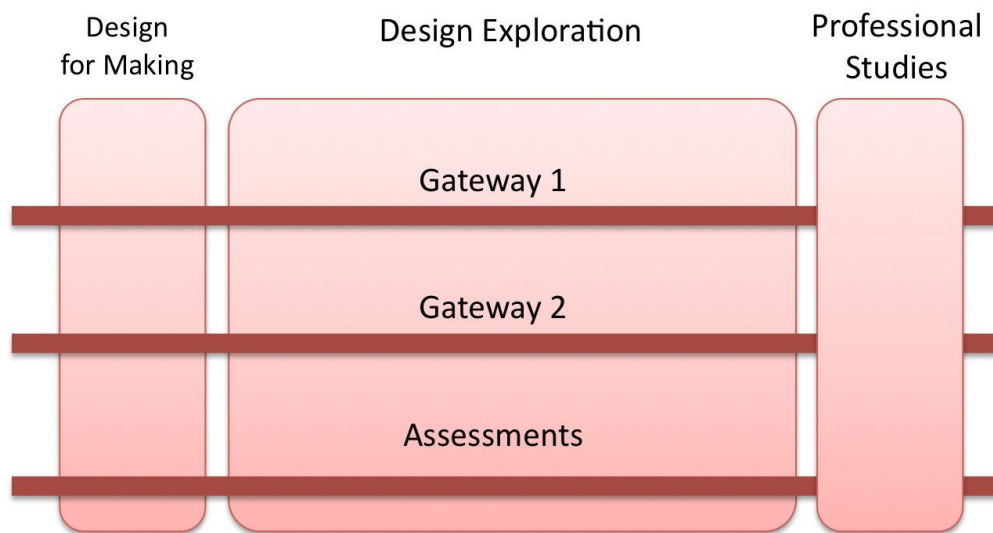 Design
for Making
Design Exploration
Professional
Studies
Gateway 1
Gateway 2
Assessments